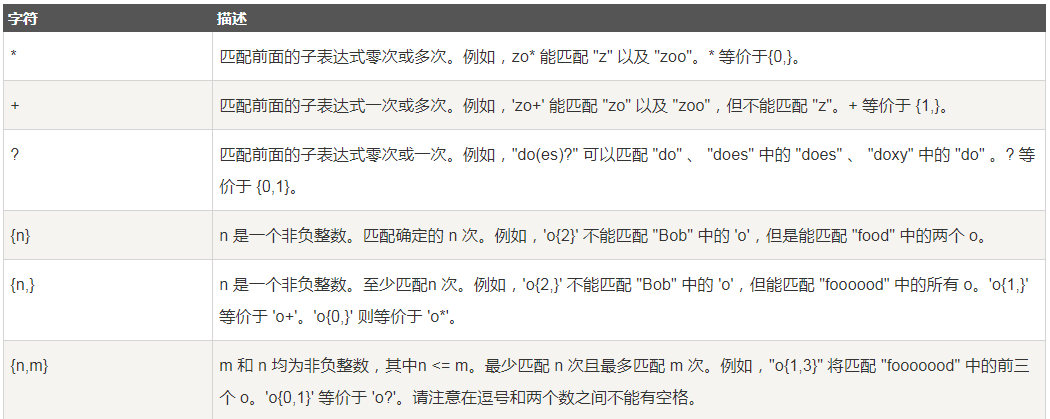 字符 描述
* 匹配前面的子表达式零次或多次。例如，zo* 能匹配 "z" 以及 "zoo"。* 等价于{0,}。
+ 匹配前面的子表达式一次或多次。例如，'zo+' 能匹配 "zo" 以及 "zoo"，但不能匹配 "z"。+ 等价于 {1,}。
? 匹配前面的子表达式零次或一次。例如，"do(es)?" 可以匹配 "do" 、 "does" 中的 "does" 、 "doxy" 中的 "do" 。? 等
价于 {0,1}。
{n} n 是一个非负整数。匹配确定的 n 次。例如，'o{2}' 不能匹配 "Bob" 中的 'o'，但是能匹配 "food" 中的两个 o。
{n,} n 是一个非负整数。至少匹配n 次。例如，'o{2,}' 不能匹配 "Bob" 中的 'o'，但能匹配 "foooood" 中的所有 o。'o{1,}'
等价于 'o+'。'o{0,}' 则等价于 'o*'。
{n,m} m 和 n 均为非负整数，其中n <= m。最少匹配 n 次且最多匹配 m 次。例如，"o{1,3}" 将匹配 "fooooood" 中的前三
个 o。'o{0,1}' 等价于 'o?'。请注意在逗号和两个数之间不能有空格。